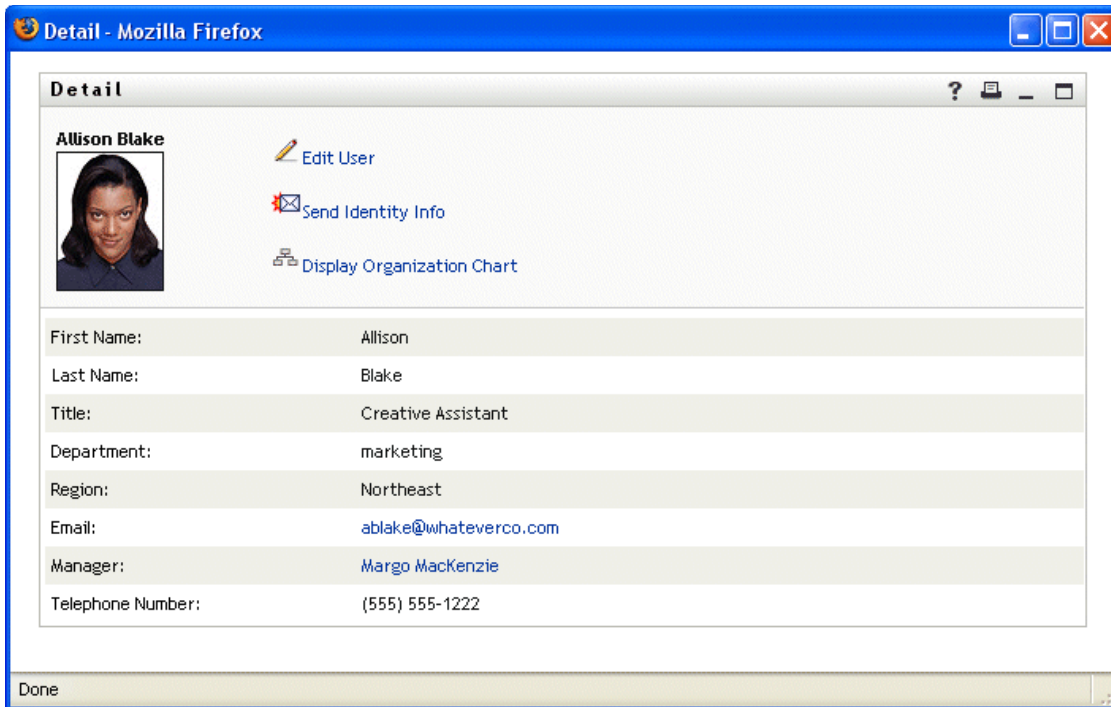 Detail - Mozilla Firefox
Detail
?
Allison Blake
Edit User
Send Identity Info
Display Organization Chart
First Name: Allison
Last Name: Blake
Title: Creative Assistant
Department: marketing
Region: Northeast
Email: ablake@whateverco.com
Manager: Margo MacKenzie
Telephone Number: (555) 555-1222
Done